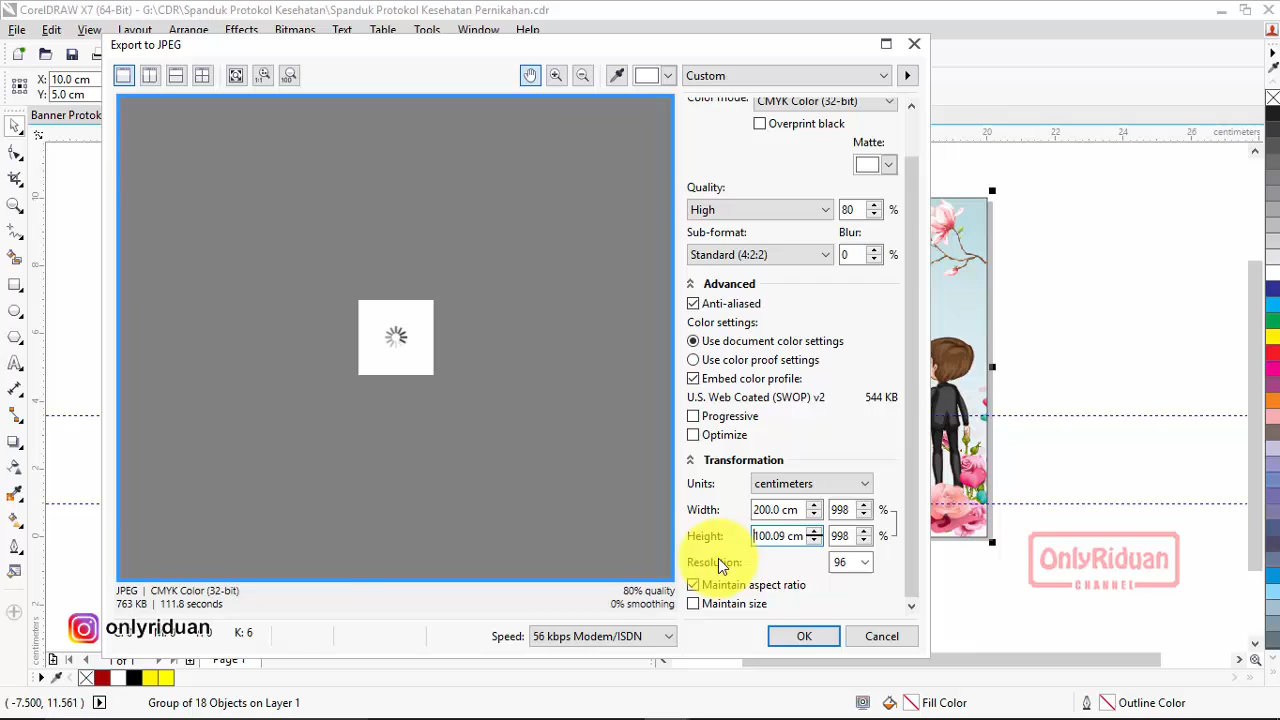 CorelDRAW X7 (64-Bit) - G:\CDR\Spanduk Protokol Kesehatan\Spanduk Protokol Kesehatan Pernikahan.cdr
File Edit View Layout Arrange Effects Bitmaps Text Table Tools Window Help
Export to JPEG
X: 10.0 cm
Y: 5.0 cm
1:1
100
Custom
Color mode: CMYK Color (32-bit)
Banner Protok
Overprint black
20 22 24 26 centimeters
Matte:
Quality:
High 80 %
Sub-format: Blur:
Standard (4:2:2) 0 %
Advanced
Anti-aliased
Color settings:
Use document color settings
Use color proof settings
Embed color profile:
U.S. Web Coated (SWOP) v2 544 KB
Progressive
Optimize
Transformation
Units: centimeters
Width: 200.0 cm 998 %
Height: 100.09 cm 998 %
Resolution: 96
Maintain aspect ratio
Maintain size
OnlyRiduan
CHANNEL
JPEG | CMYK Color (32-bit) 80% quality
763 KB | 111.8 seconds 0% smoothing
onlyriduan
K: 6
Speed: 56 kbps Modem/ISDN
OK Cancel
1 of 1 Page 1
( -7.500, 11.561 ) Group of 18 Objects on Layer 1 Fill Color Outline Color